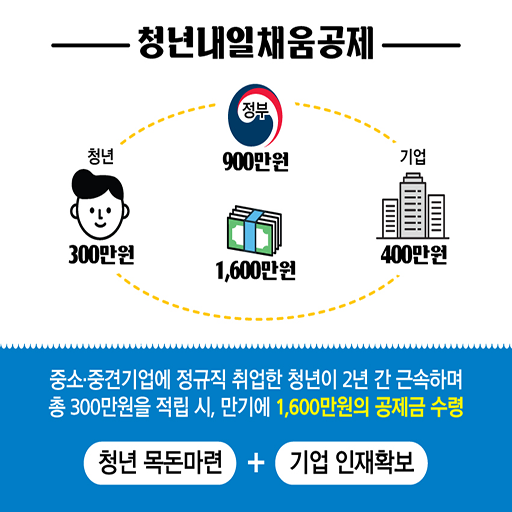 청년내일채움공제
정부
900만원
청년
300만원
기업
400만원
1,600만원
중소·중견기업에 정규직 취업한 청년이 2년 간 근속하며
총 300만원을 적립 시, 만기에 1,600만원의 공제금 수령
청년 목돈마련 + 기업 인재확보